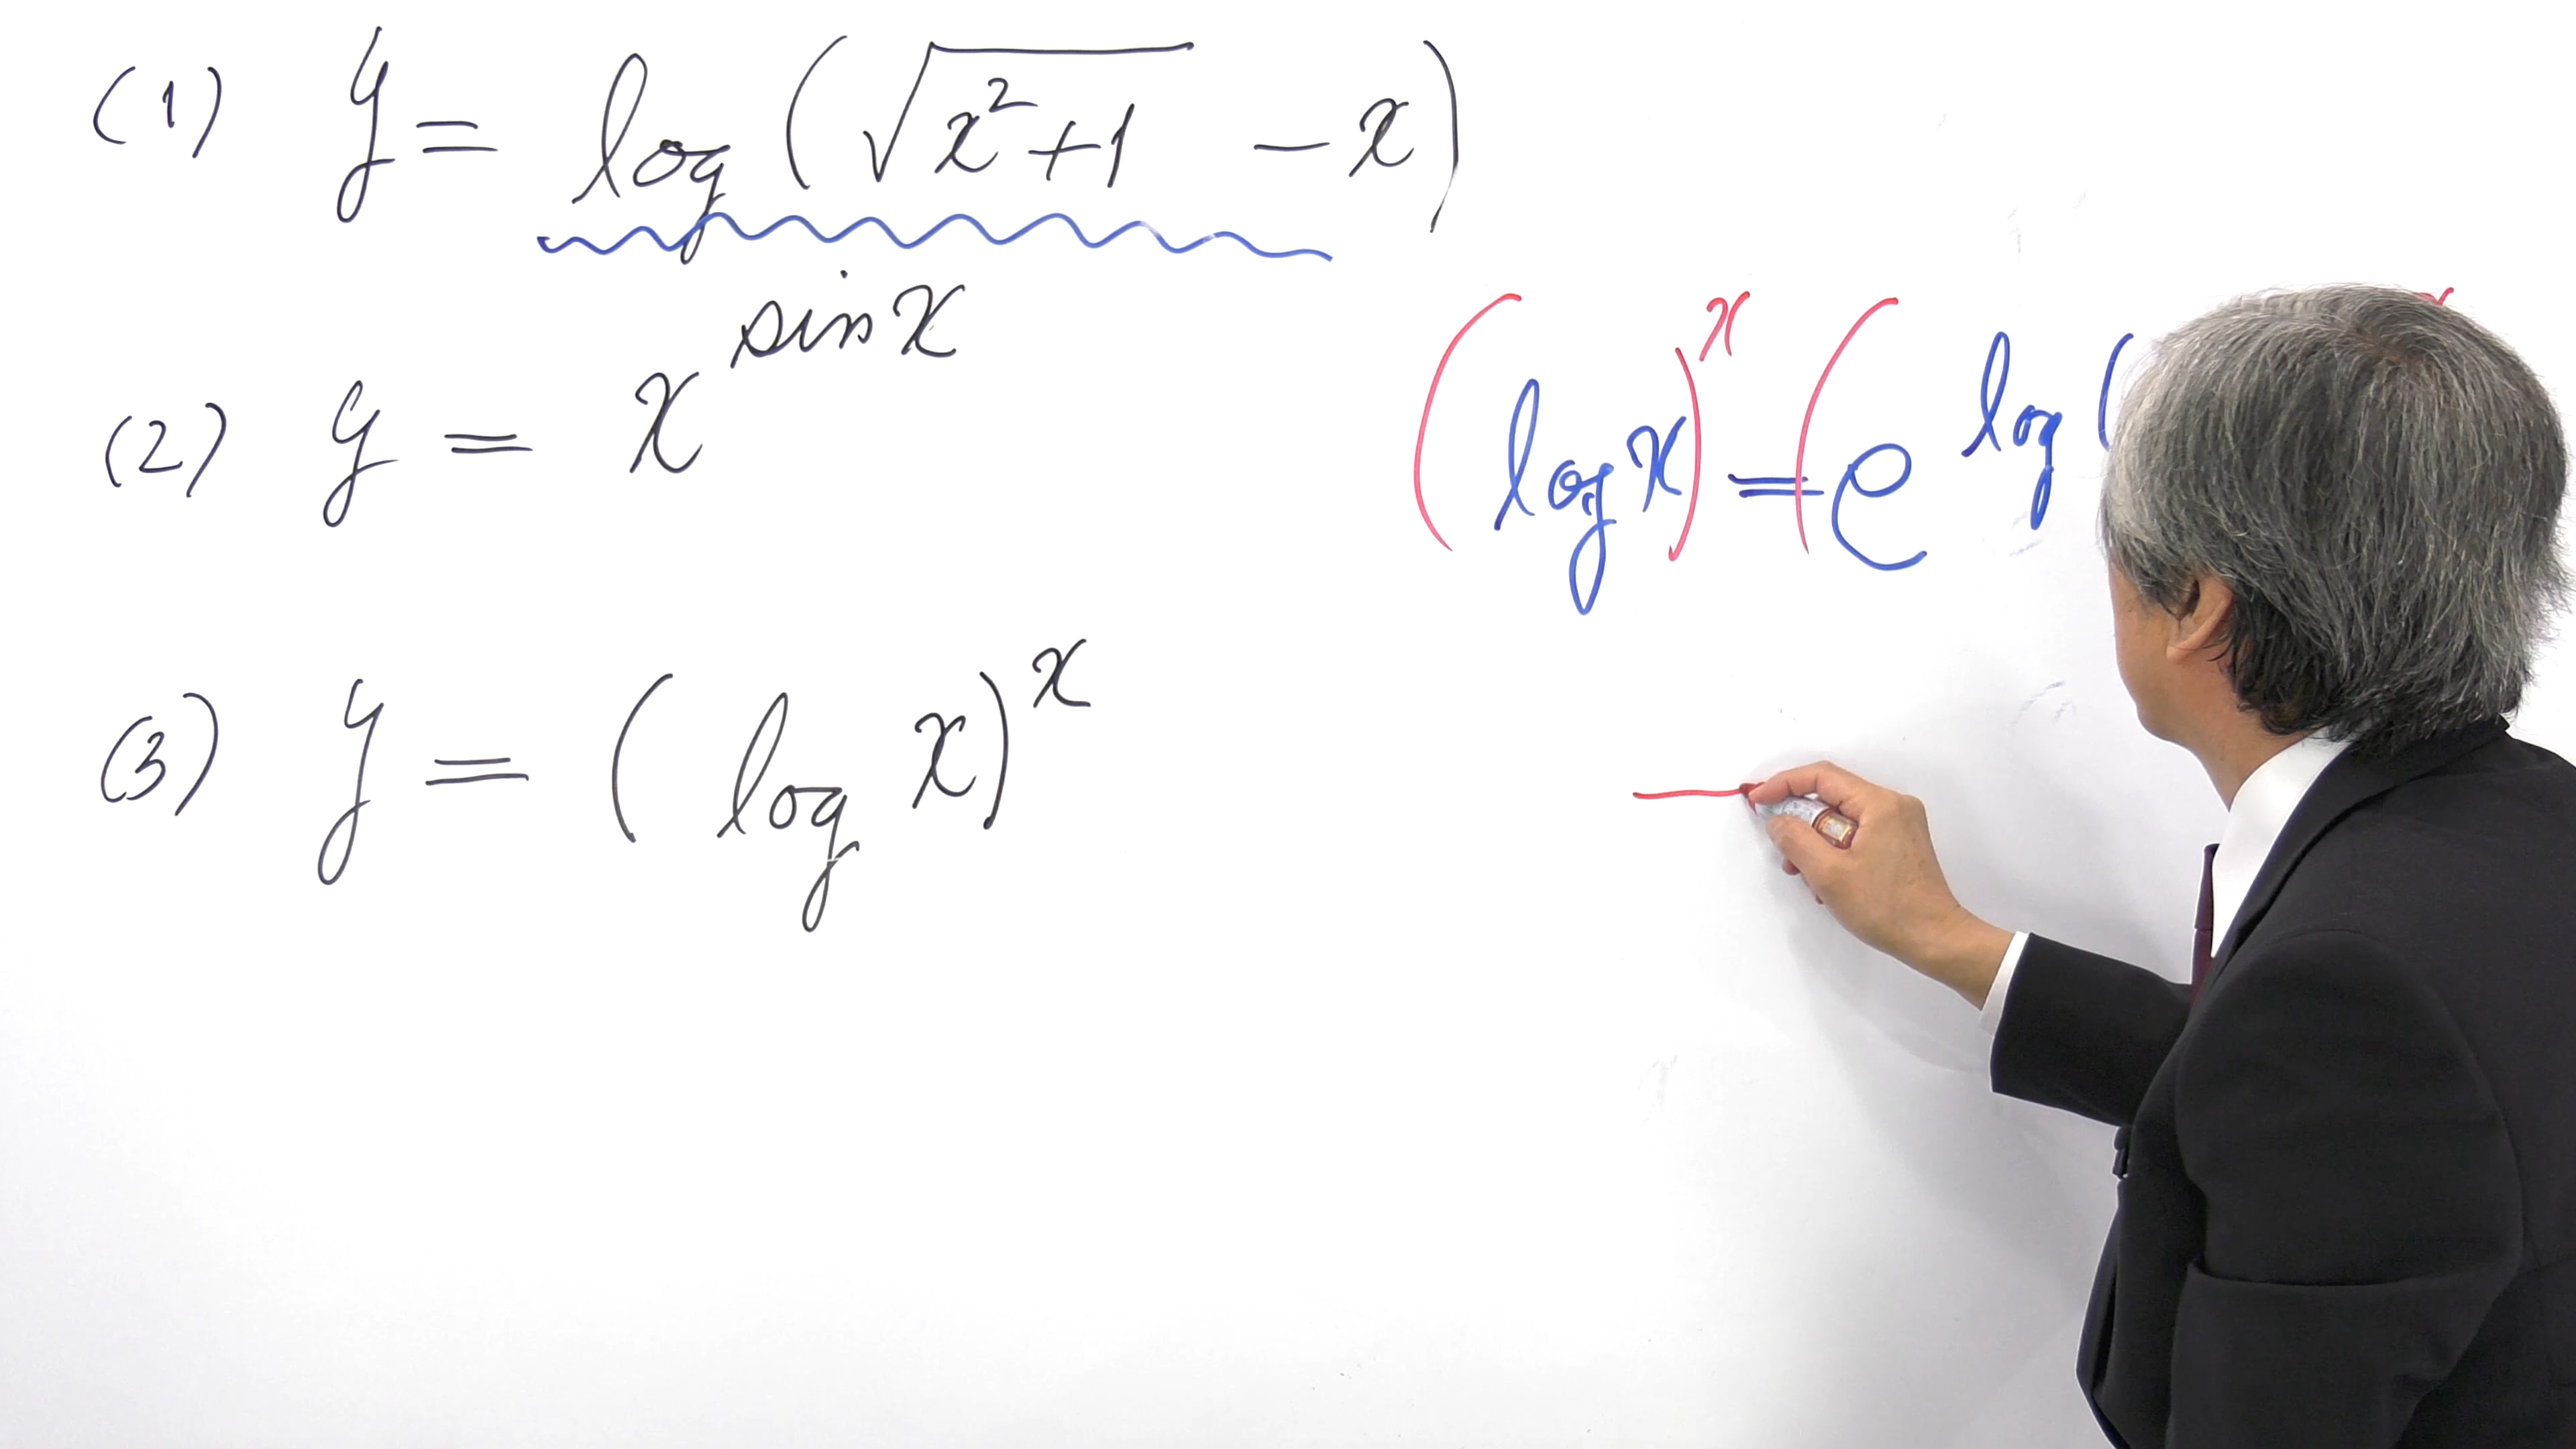 (1) y = log(√(x²+1) - x)
(2) y = x^(sin x)
(log x)^x = (e^(log(
(3) y = (log x)^x